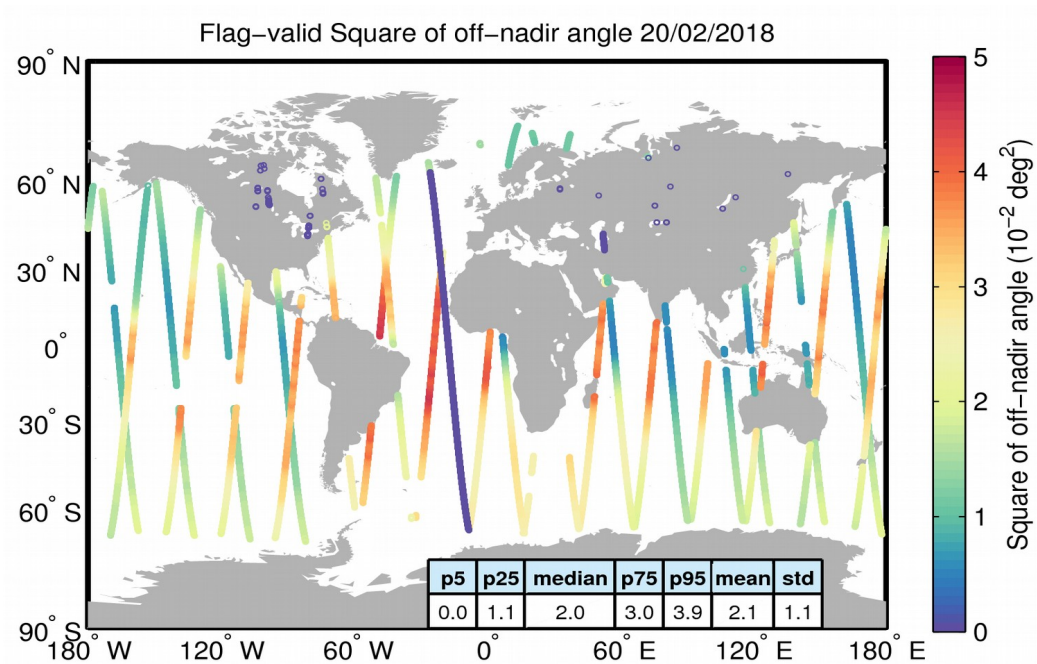 Flag−valid Square of off−nadir angle 20/02/2018
90° N
60° N
30° N
0°
30° S
60° S
90° S
180° W
120° W
60° W
0°
60° E
120° E
180° E
p5 p25 median p75 p95 mean std
0.0 1.1 2.0 3.0 3.9 2.1 1.1
5
4
3
2
1
0
Square of off−nadir angle (10⁻² deg²)